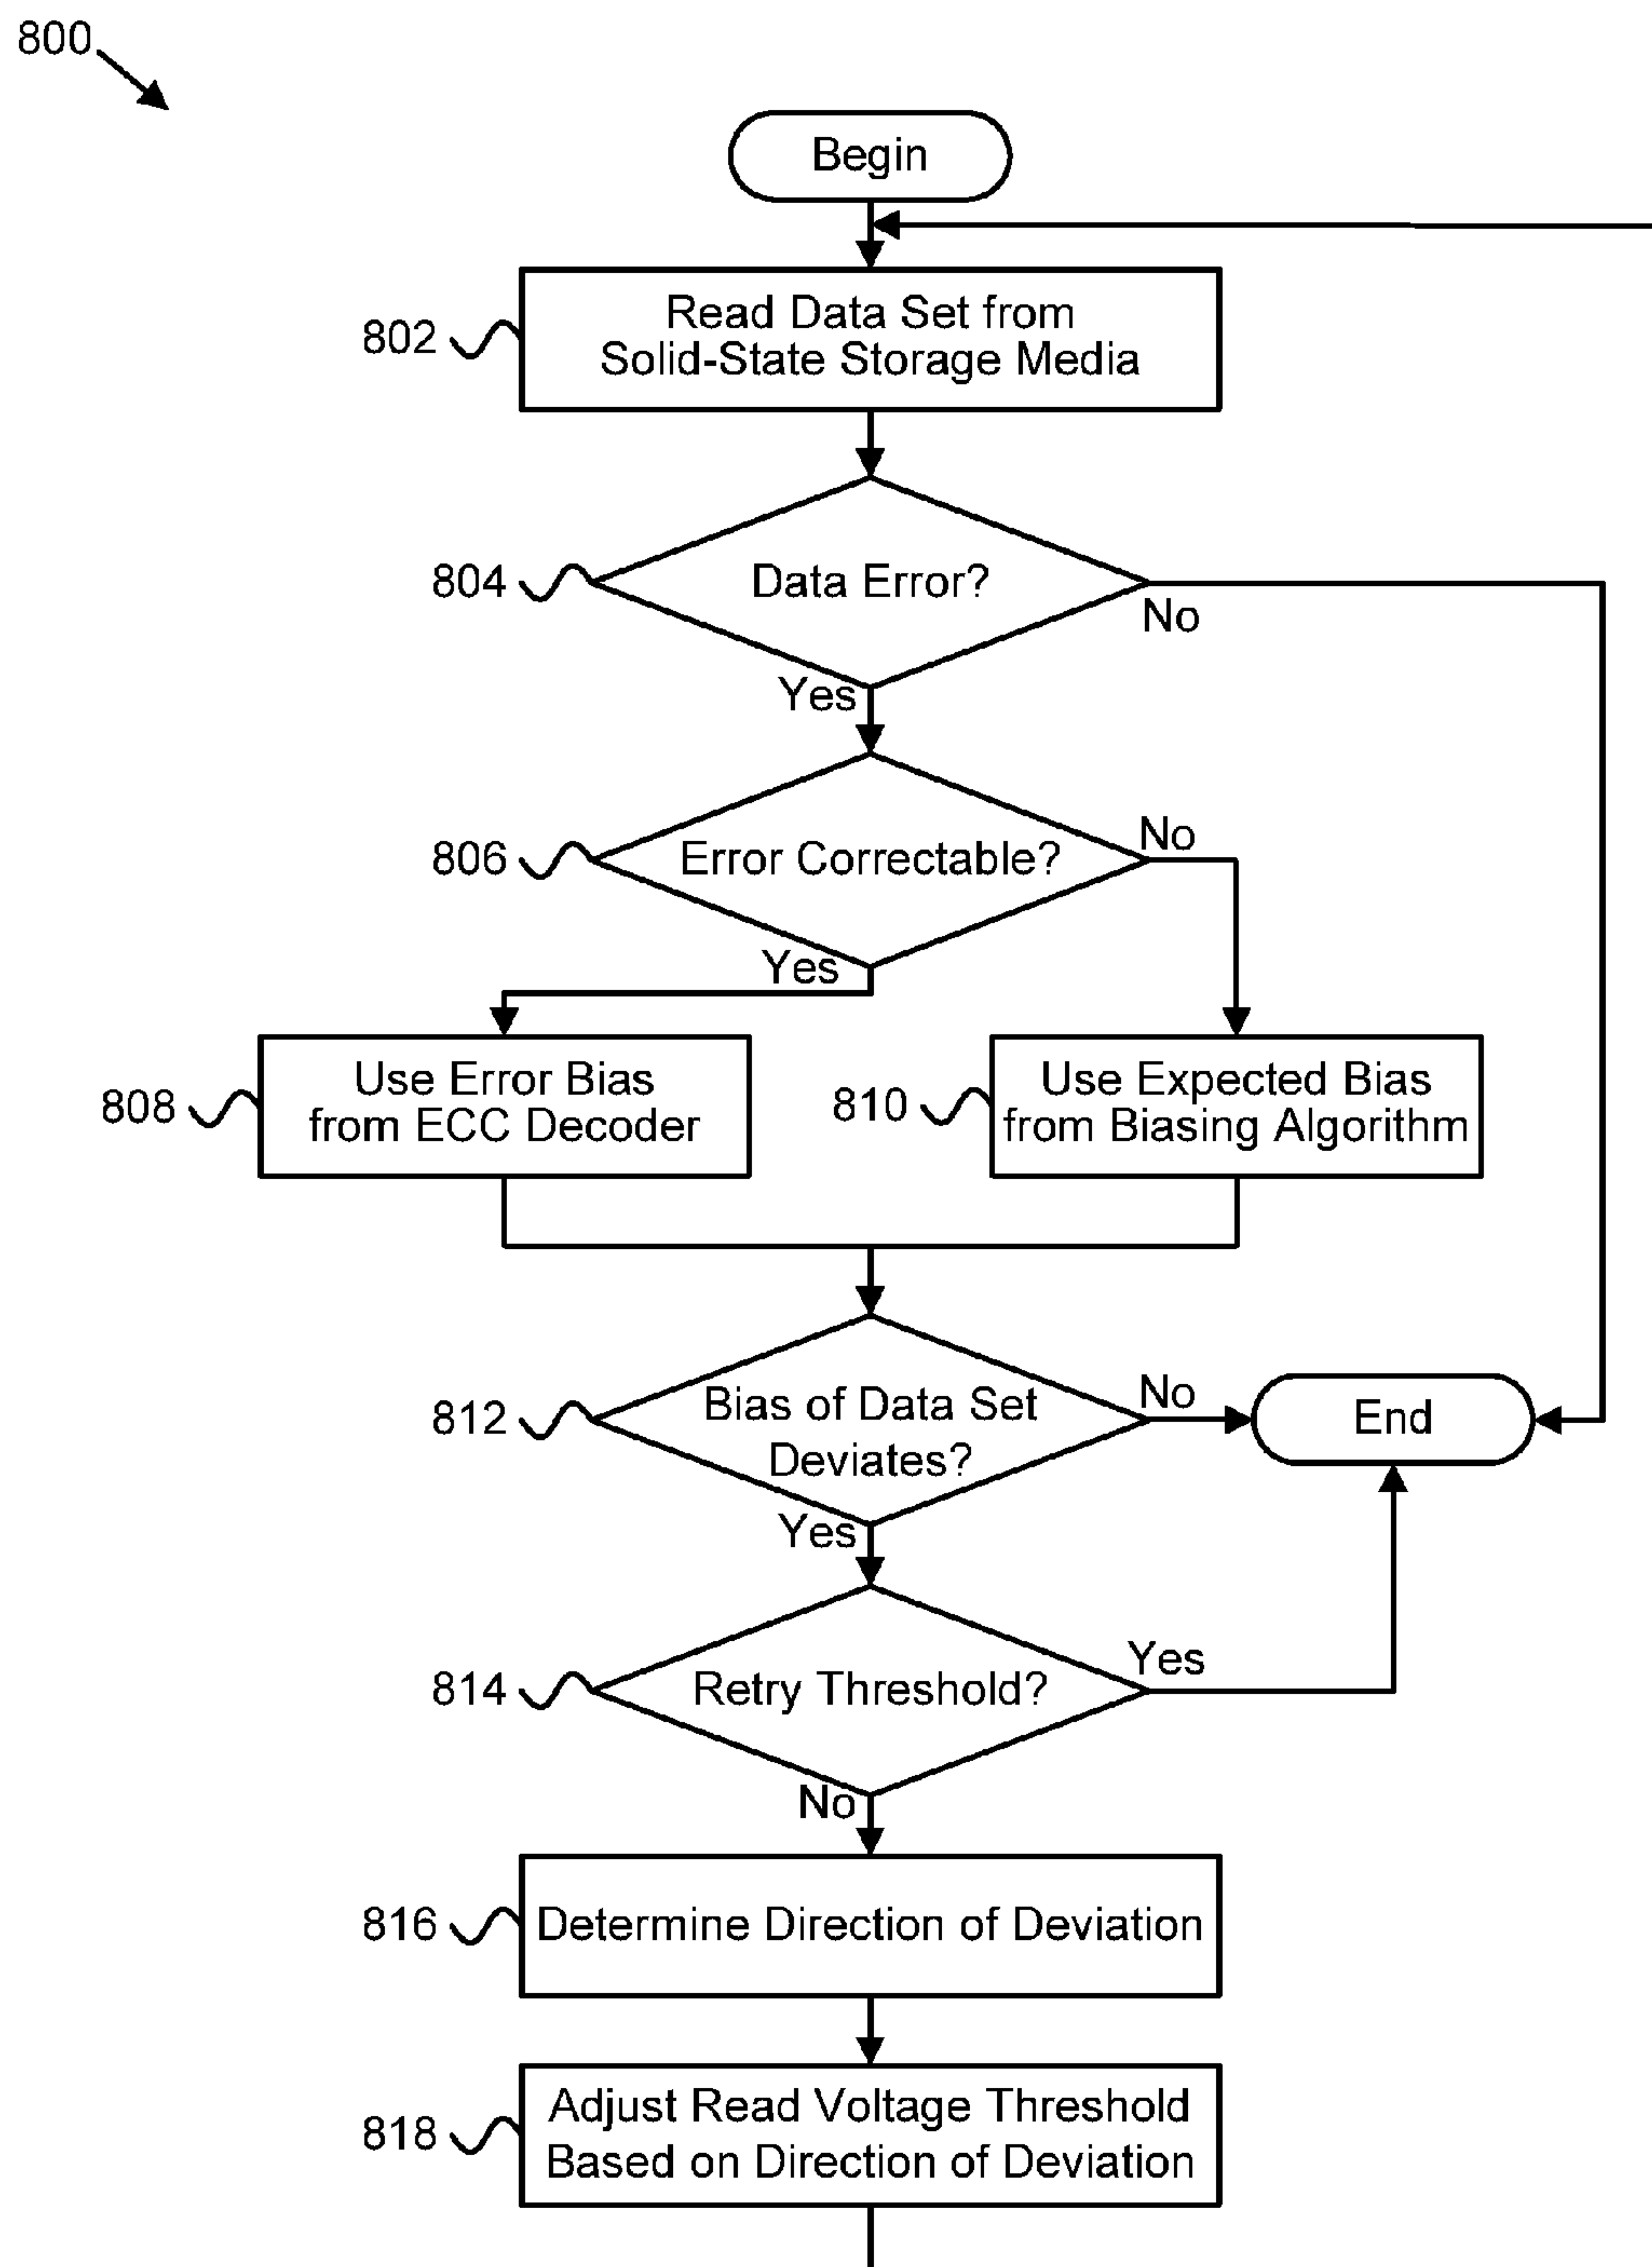 800
Begin
802
Read Data Set from
Solid-State Storage Media
804
Data Error?
No
Yes
806
Error Correctable?
No
Yes
808
Use Error Bias
from ECC Decoder
810
Use Expected Bias
from Biasing Algorithm
812
Bias of Data Set
Deviates?
No
End
Yes
814
Retry Threshold?
Yes
No
816
Determine Direction of Deviation
818
Adjust Read Voltage Threshold
Based on Direction of Deviation